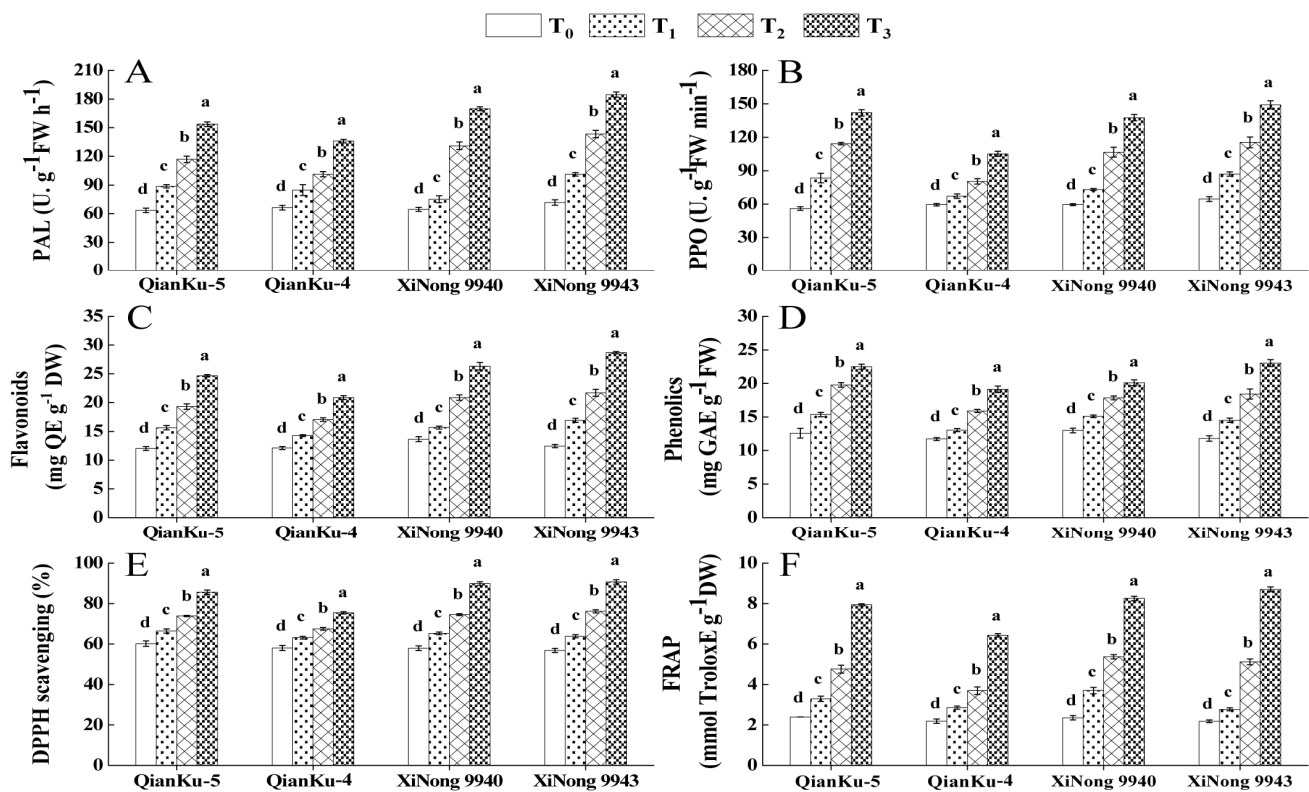 T0 T1 T2 T3
A
PAL (U. g-1FW h-1)
210
180
150
120
90
60
30
0
d c b a
d c b a
d c b a
d c b a
QianKu-5 QianKu-4 XiNong 9940 XiNong 9943
B
PPO (U. g-1FW min-1)
180
150
120
90
60
30
0
d c b a
d c b a
d c b a
d c b a
QianKu-5 QianKu-4 XiNong 9940 XiNong 9943
C
Flavonoids
(mg QE g-1 DW)
35
30
25
20
15
10
5
0
d c b a
d c b a
d c b a
d c b a
QianKu-5 QianKu-4 XiNong 9940 XiNong 9943
D
Phenolics
(mg GAE g-1FW)
30
25
20
15
10
5
0
d c b a
d c b a
d c b a
d c b a
QianKu-5 QianKu-4 XiNong 9940 XiNong 9943
E
DPPH scavenging (%)
100
80
60
40
20
0
d c b a
d c b a
d c b a
d c b a
QianKu-5 QianKu-4 XiNong 9940 XiNong 9943
F
FRAP
(mmol TroloxE g-1DW)
10
8
6
4
2
0
d c b a
d c b a
d c b a
d c b a
QianKu-5 QianKu-4 XiNong 9940 XiNong 9943